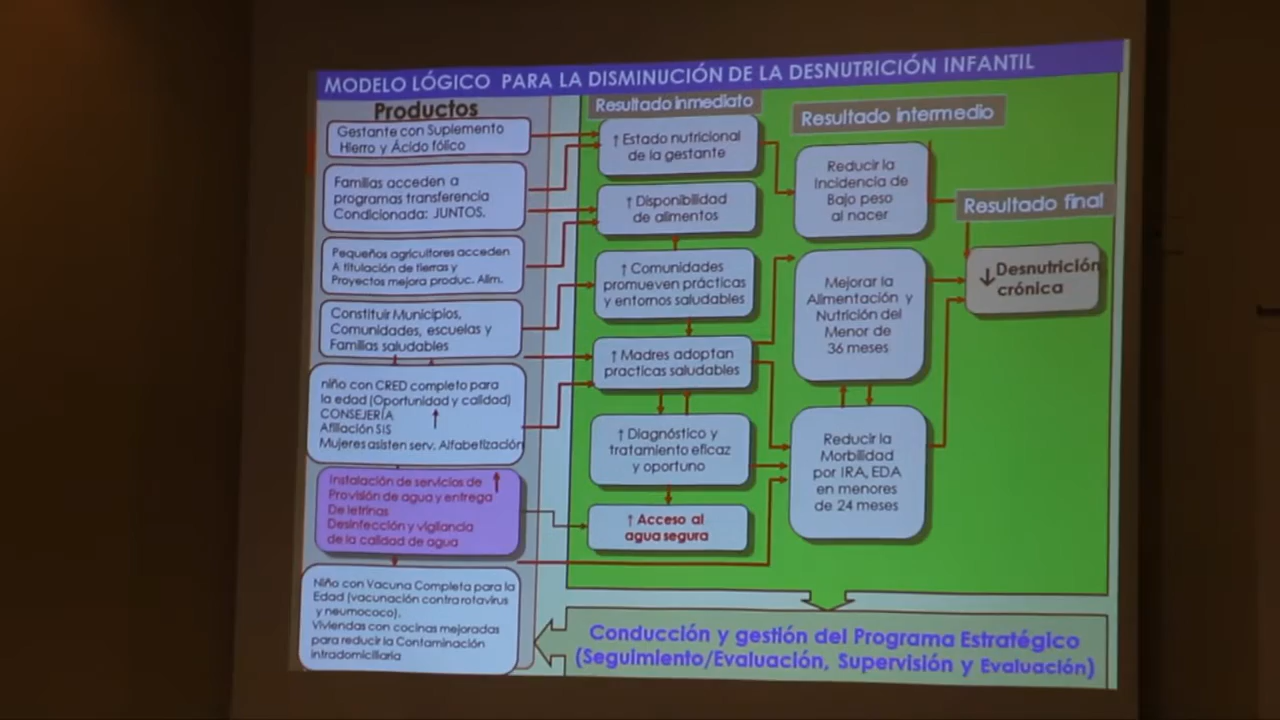 MODELO LÓGICO PARA LA DISMINUCIÓN DE LA DESNUTRICIÓN INFANTIL
Productos
Gestante con Suplemento
Hierro y Ácido fólico
Familias acceden a
programas transferencia
Condicionada: JUNTOS.
Pequeños agricultores acceden
A titulación de tierras y
Proyectos mejora produc. Alim.
Constituir Municipios,
Comunidades, escuelas y
Familias saludables
niño con CRED completo para
la edad (Oportunidad y calidad)
CONSEJERÍA
Afiliación SIS
Mujeres asisten serv. Alfabetización
Instalación de servicios de
Provisión de agua y entrega
De letrinas
Desinfección y vigilancia
de la calidad de agua
Niño con Vacuna Completa para la
Edad (vacunación contra rotavirus
y neumococo).
Viviendas con cocinas mejoradas
para reducir la Contaminación
intradomiciliaria
Resultado inmediato
↑ Estado nutricional
de la gestante
↑ Disponibilidad
de alimentos
↑ Comunidades
promueven prácticas
y entornos saludables
↑ Madres adoptan
practicas saludables
↑ Diagnóstico y
tratamiento eficaz
y oportuno
↑ Acceso al
agua segura
Resultado intermedio
Reducir la
Incidencia de
Bajo peso
al nacer
Mejorar la
Alimentación y
Nutrición del
Menor de
36 meses
Reducir la
Morbilidad
por IRA, EDA
en menores
de 24 meses
Resultado final
↓ Desnutrición
crónica
Conducción y gestión del Programa Estratégico
(Seguimiento/Evaluación, Supervisión y Evaluación)